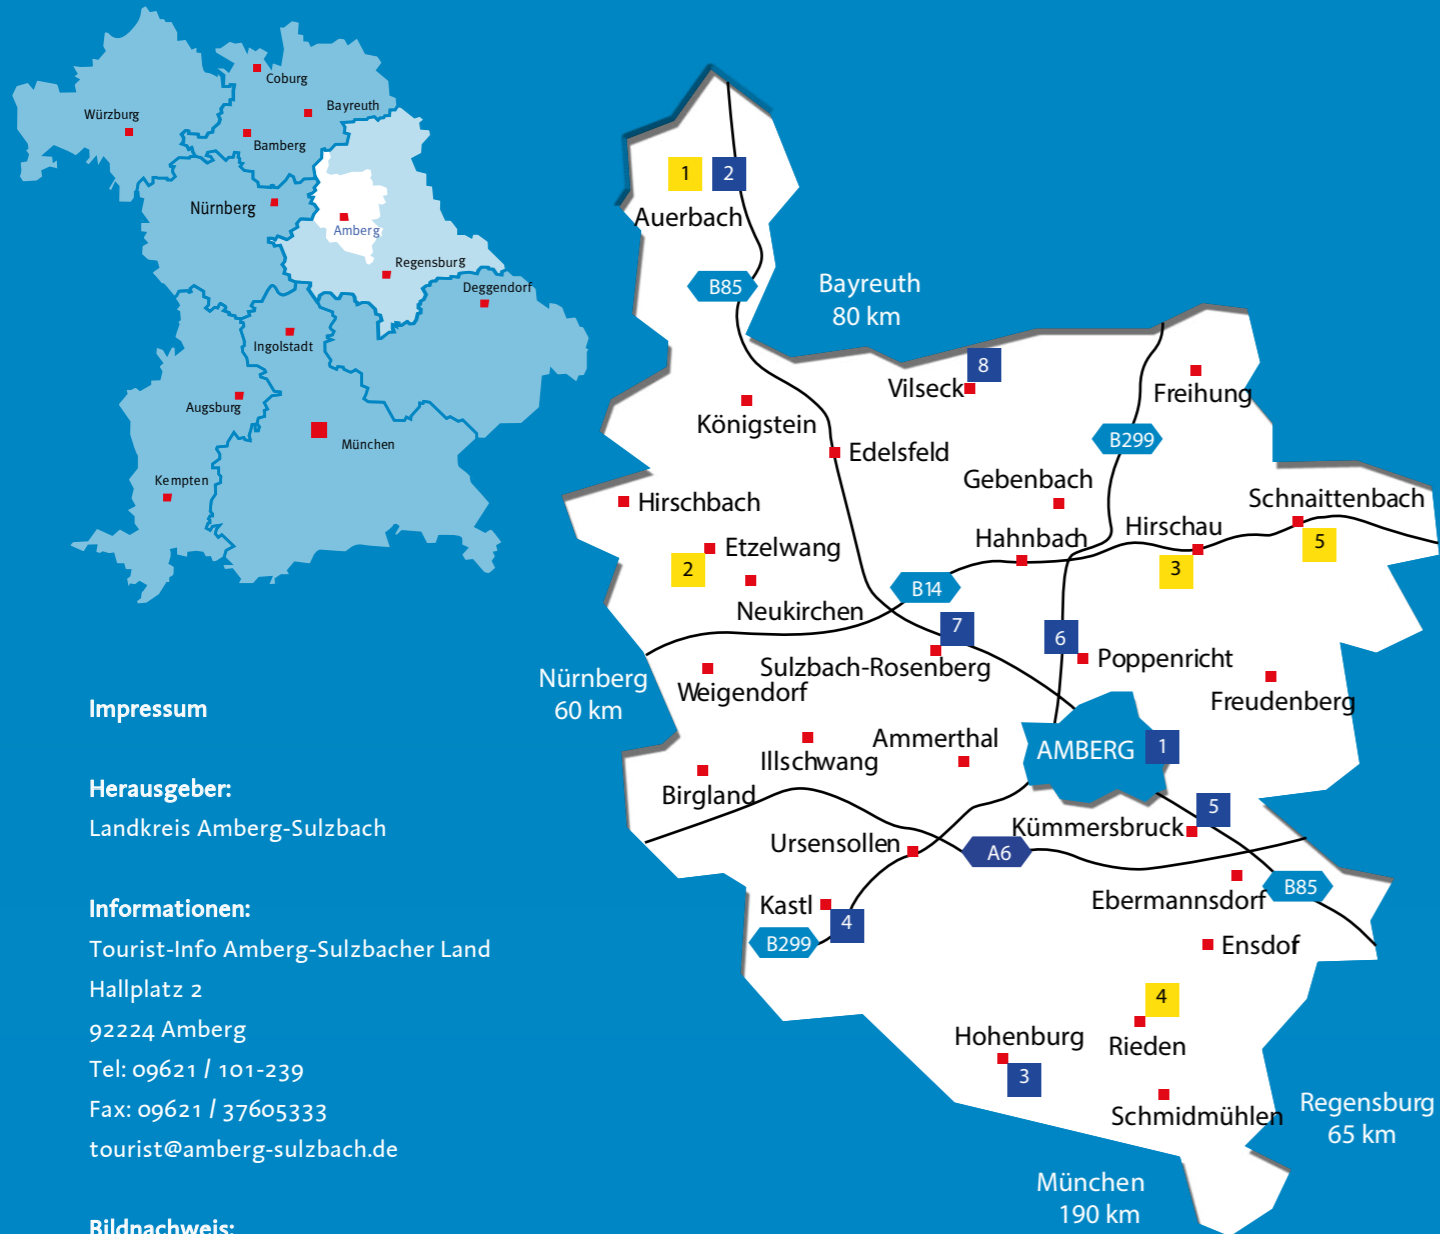 Coburg
Bayreuth
Würzburg
Bamberg
Nürnberg
Amberg
Regensburg
Deggendorf
Ingolstadt
Augsburg
München
Kempten
1
2
Auerbach
B85
Bayreuth
80 km
8
Vilseck
Freihung
Königstein
B299
Edelsfeld
Gebenbach
Schnaittenbach
Hirschbach
Hirschau
Hahnbach
5
Etzelwang
2
3
B14
Neukirchen
7
6
Sulzbach-Rosenberg
Poppenricht
Nürnberg
60 km
Weigendorf
Freudenberg
Ammerthal
AMBERG
1
Illschwang
Birgland
5
Kümmersbruck
Ursensollen
A6
B85
Ebermannsdorf
Kastl
4
B299
Ensdof
4
Hohenburg
Rieden
3
Schmidmühlen
Regensburg
65 km
München
190 km
Impressum
Herausgeber:
Landkreis Amberg-Sulzbach
Informationen:
Tourist-Info Amberg-Sulzbacher Land
Hallplatz 2
92224 Amberg
Tel: 09621 / 101-239
Fax: 09621 / 37605333
tourist@amberg-sulzbach.de
Bildnachweis: